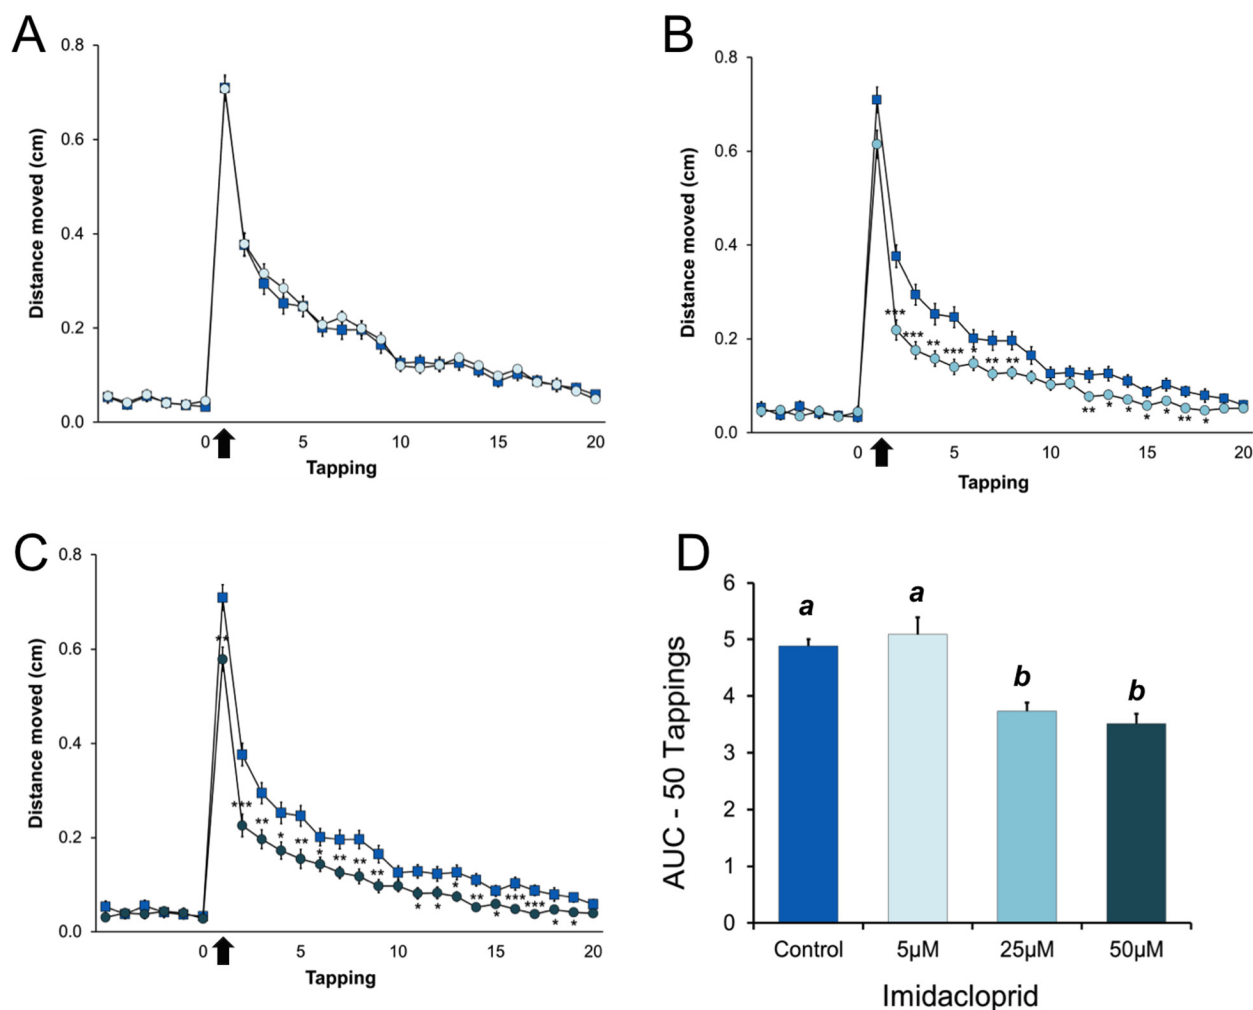 A
0.8
0.6
0.4
0.2
0.0
Distance moved (cm)
0 5 10 15 20
Tapping
B
0.8
0.6
0.4
0.2
0.0
Distance moved (cm)
*** *** ** *** * ** **
** * * * * ** *
0 5 10 15 20
Tapping
C
0.8
0.6
0.4
0.2
0.0
Distance moved (cm)
** *** ** * ** * ** ** ** * ** *** ***
* * * * *
0 5 10 15 20
Tapping
D
6
5
4
3
2
1
0
AUC - 50 Tappings
a a b b
Control 5µM 25µM 50µM
Imidacloprid